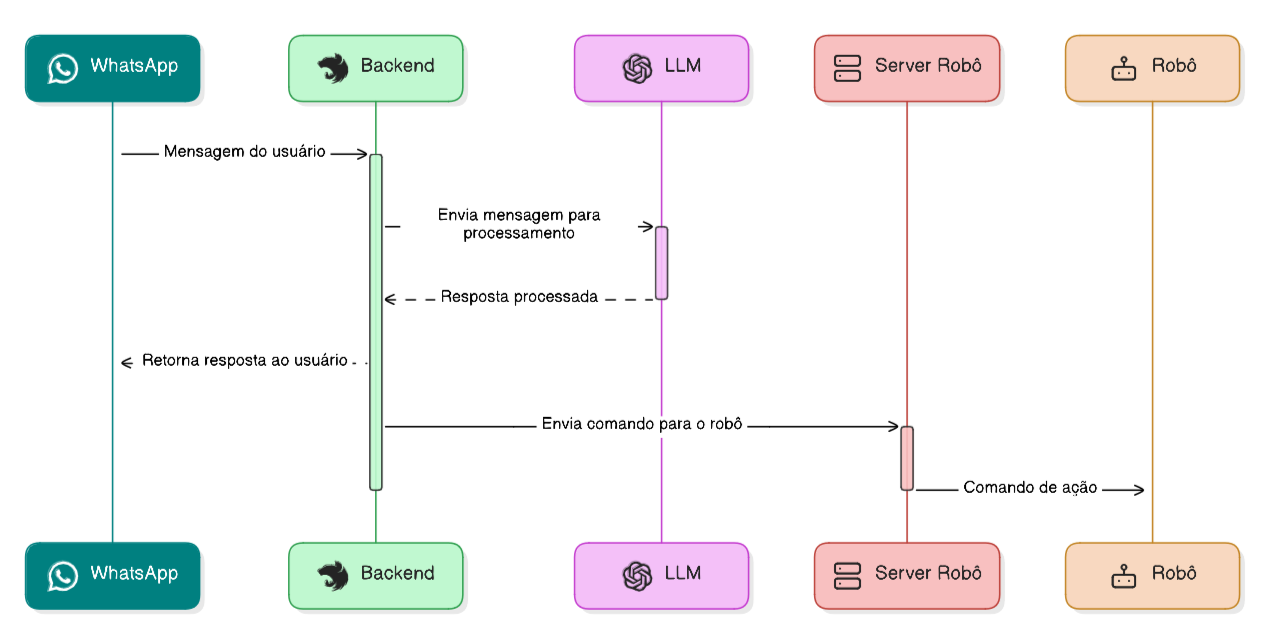 WhatsApp
Backend
LLM
Server Robô
Robô
Mensagem do usuário
Envia mensagem para
processamento
Resposta processada
Retorna resposta ao usuário
Envia comando para o robô
Comando de ação
WhatsApp
Backend
LLM
Server Robô
Robô